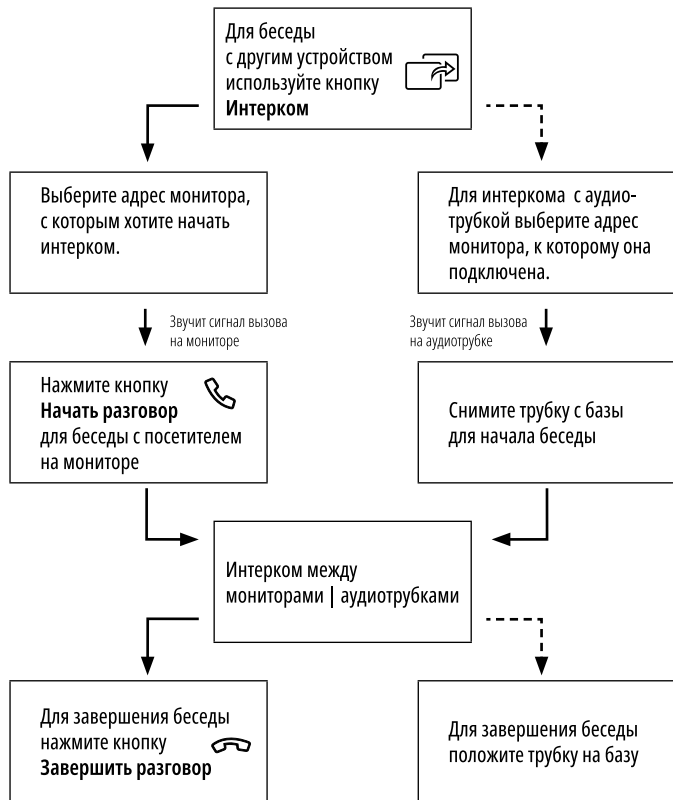 Для беседы
с другим устройством
используйте кнопку
Интерком
Выберите адрес монитора,
с которым хотите начать
интерком.
Для интеркома с аудио-
трубкой выберите адрес
монитора, к которому она
подключена.
Звучит сигнал вызова
на мониторе
Звучит сигнал вызова
на аудиотрубке
Нажмите кнопку
Начать разговор
для беседы с посетителем
на мониторе
Снимите трубку с базы
для начала беседы
Интерком между
мониторами | аудиотрубками
Для завершения беседы
нажмите кнопку
Завершить разговор
Для завершения беседы
положите трубку на базу